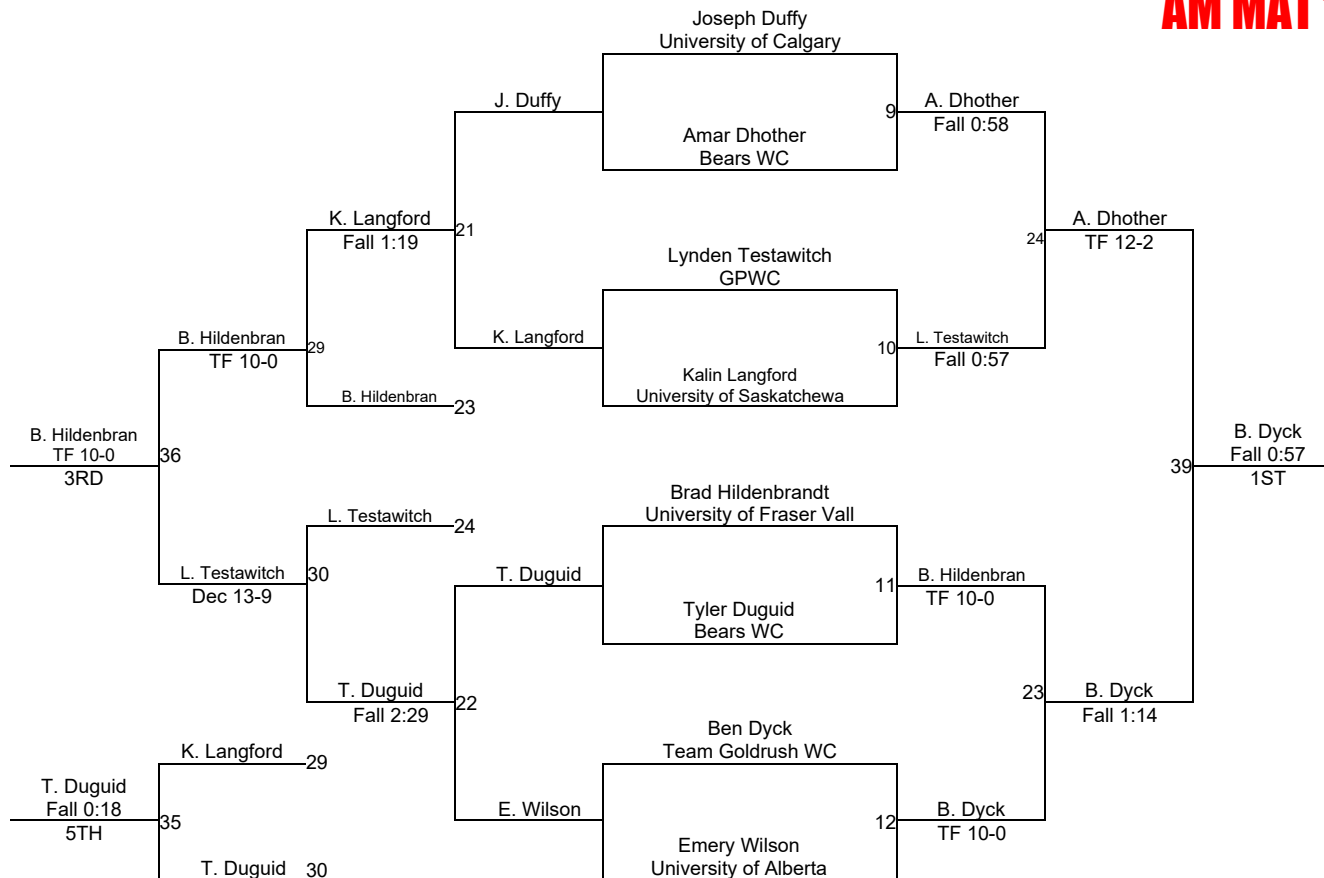 AM MAT
Joseph Duffy
University of Calgary
J. Duffy
9
A. Dhother
Fall 0:58
Amar Dhother
Bears WC
K. Langford
Fall 1:19
21
24
A. Dhother
TF 12-2
Lynden Testawitch
GPWC
B. Hildenbran
TF 10-0
29
K. Langford
10
L. Testawitch
Fall 0:57
Kalin Langford
University of Saskatchewa
B. Hildenbran
23
B. Hildenbran
TF 10-0
3RD
36
39
B. Dyck
Fall 0:57
1ST
Brad Hildenbrandt
University of Fraser Vall
L. Testawitch
24
L. Testawitch
Dec 13-9
30
T. Duguid
11
B. Hildenbran
TF 10-0
Tyler Duguid
Bears WC
T. Duguid
Fall 2:29
22
23
B. Dyck
Fall 1:14
Ben Dyck
Team Goldrush WC
K. Langford
29
T. Duguid
Fall 0:18
5TH
35
E. Wilson
12
B. Dyck
TF 10-0
Emery Wilson
University of Alberta
T. Duguid
30